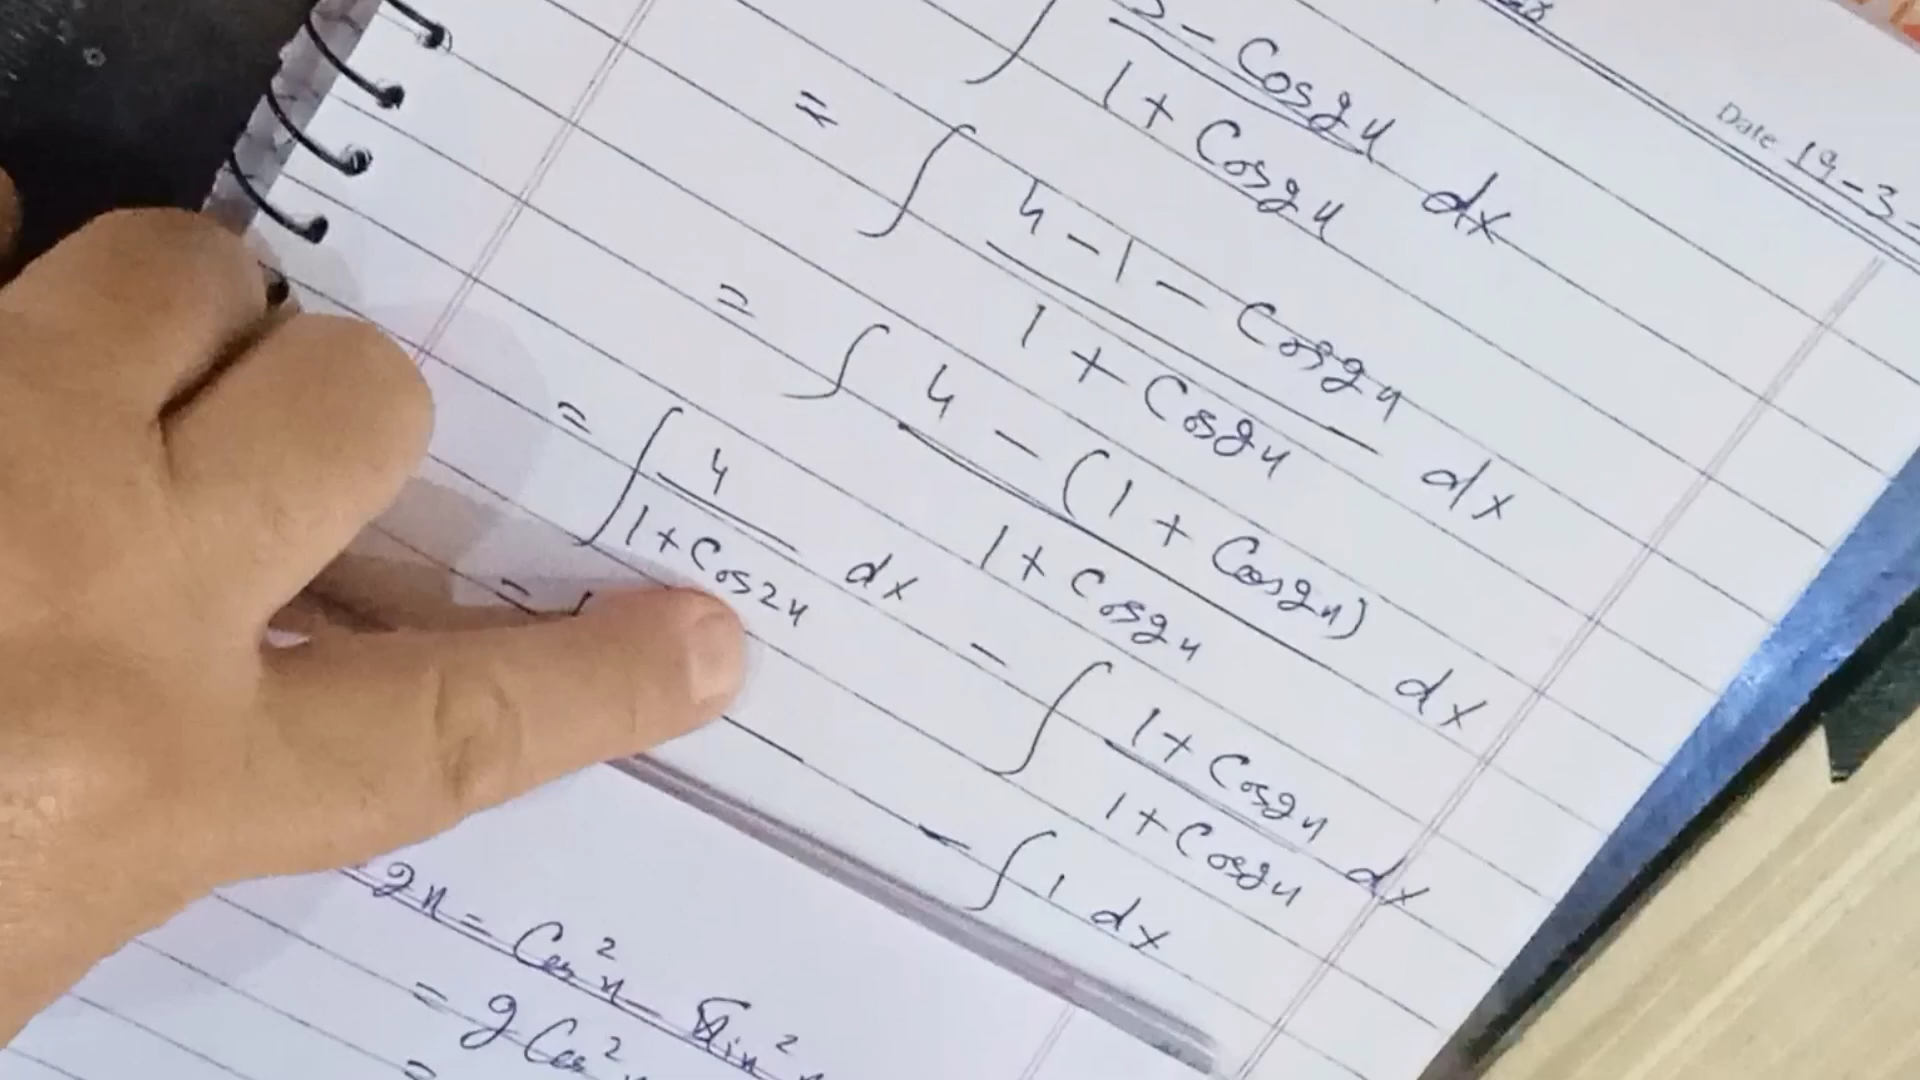 Date 19-3-
∫ 3 - Cos2x / 1 + Cos2x dx
= ∫ 4 - 1 - Cos2x / 1 + Cos2x dx
= ∫ 4 - (1 + Cos2x) / 1 + Cos2x dx
= ∫ 4 / 1 + Cos2x dx - ∫ 1 + Cos2x / 1 + Cos2x dx
= - ∫ 1 dx
2x = Cos²x - Sin²
= 2 Cos²
=